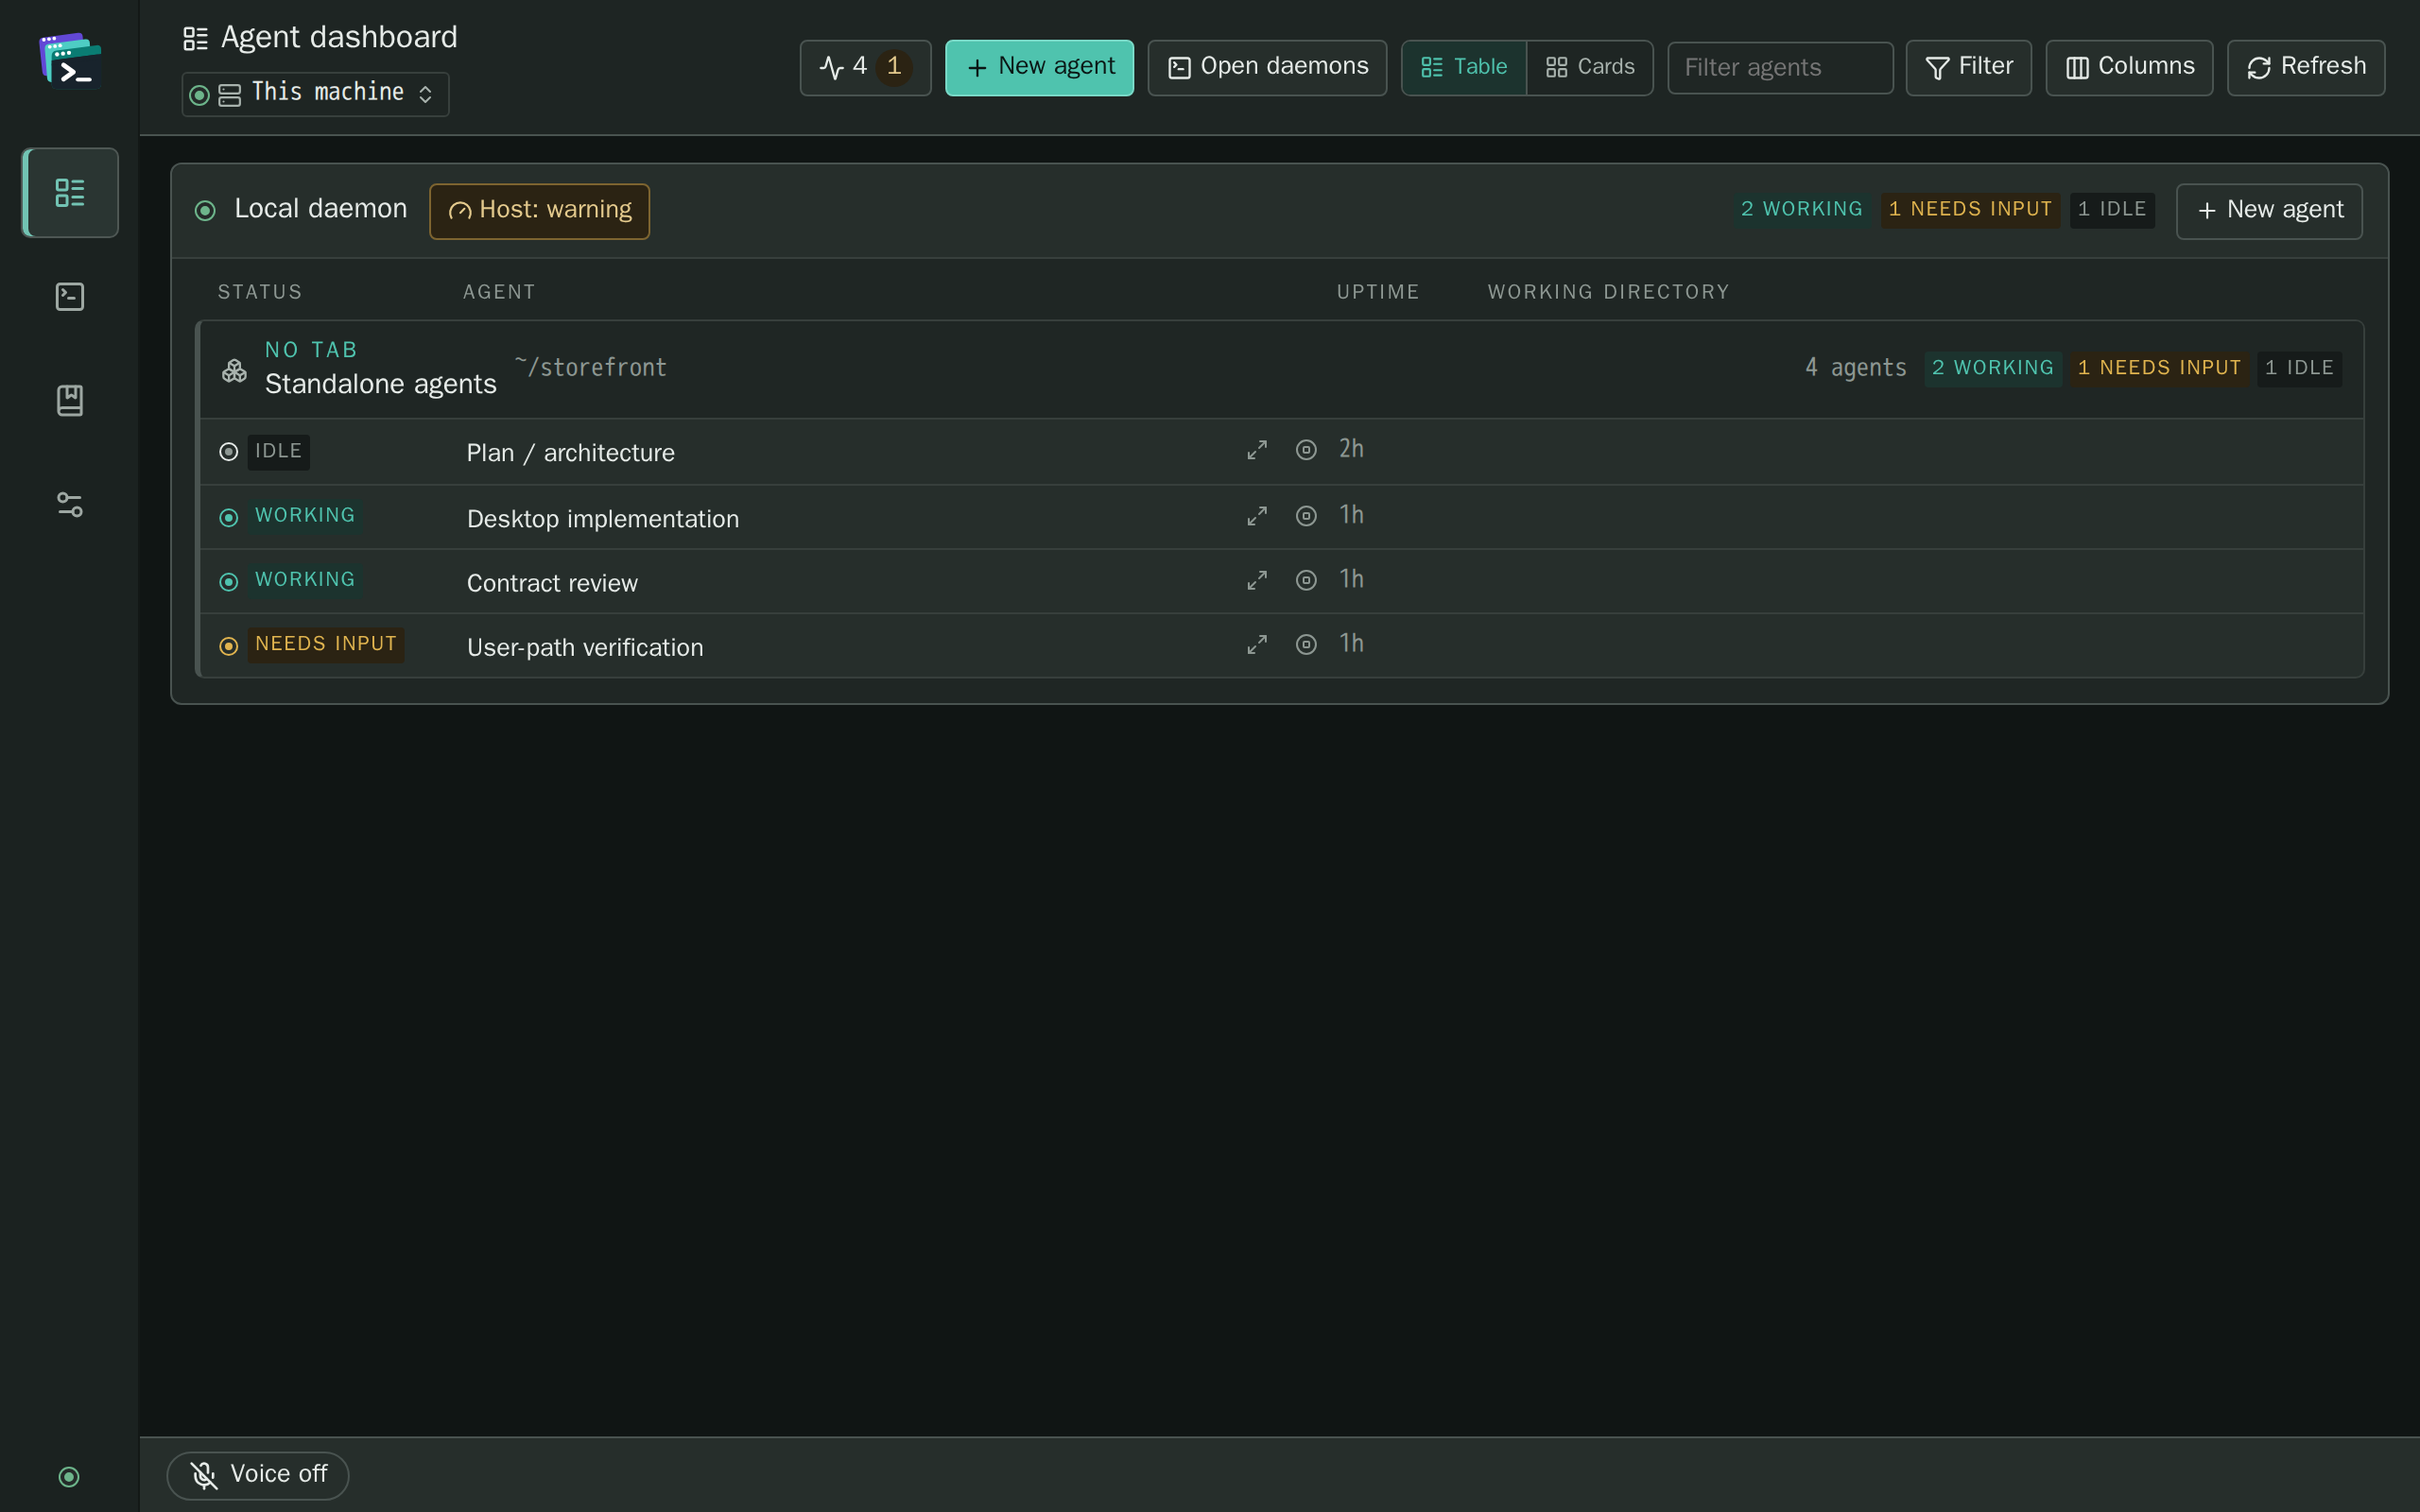 Agent dashboard
This machine
4 1
New agent
Open daemons
Table
Cards
Filter agents
Filter
Columns
Refresh
Local daemon
Host: warning
2 WORKING
1 NEEDS INPUT
1 IDLE
New agent
STATUS AGENT UPTIME WORKING DIRECTORY
NO TAB
Standalone agents
~/storefront
4 agents
2 WORKING
1 NEEDS INPUT
1 IDLE
IDLE Plan / architecture 2h
WORKING Desktop implementation 1h
WORKING Contract review 1h
NEEDS INPUT User-path verification 1h
Voice off